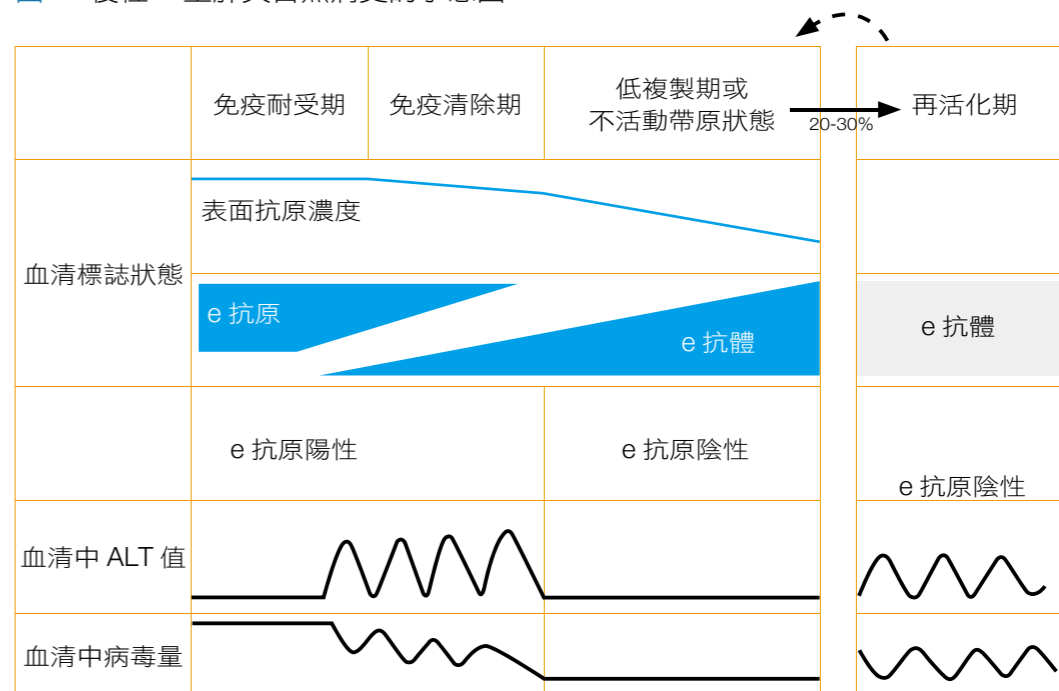 免疫耐受期
免疫清除期
低複製期或
不活動帶原狀態
20-30%
再活化期
血清標誌狀態
表面抗原濃度
e 抗原
e 抗體
e 抗體
e 抗原陽性
e 抗原陰性
e 抗原陰性
血清中 ALT 值
血清中病毒量